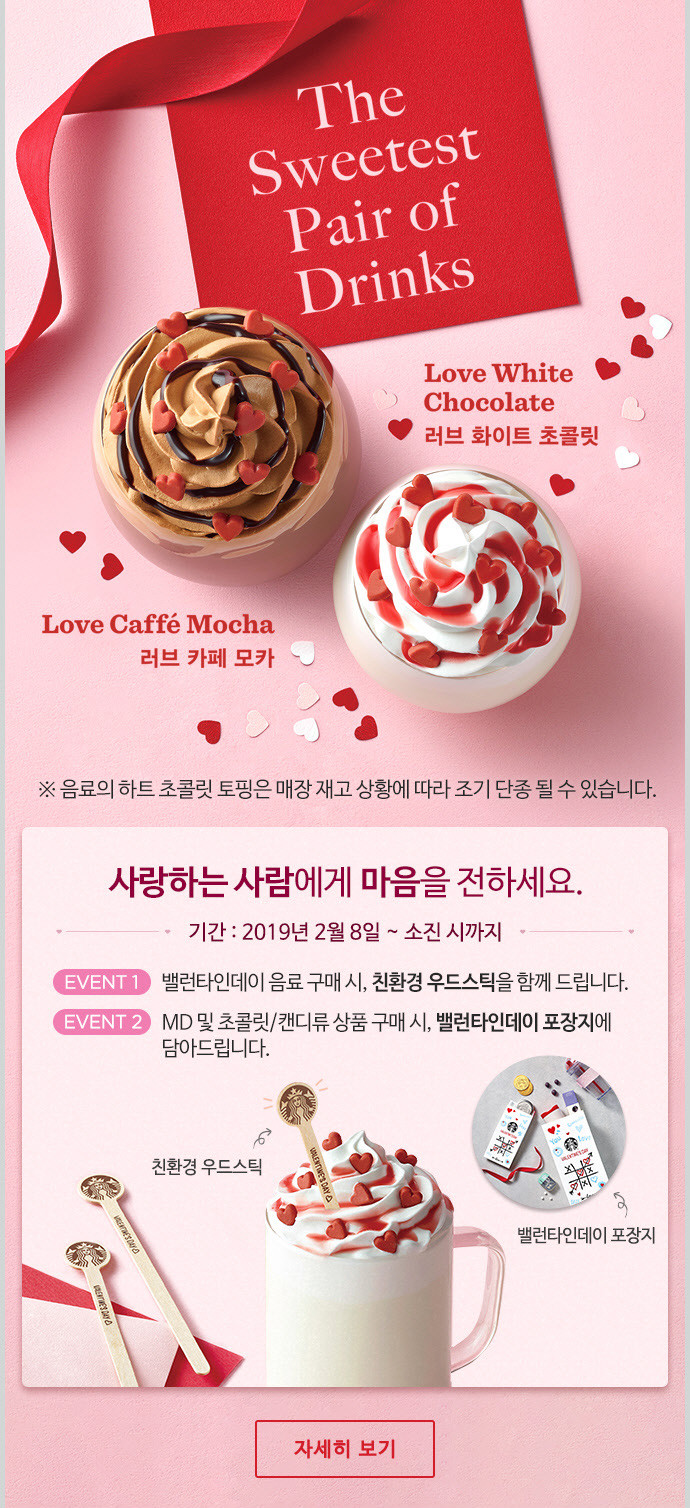 The
Sweetest
Pair of
Drinks
Love White
Chocolate
러브 화이트 초콜릿
Love Caffé Mocha
러브 카페 모카
※ 음료의 하트 초콜릿 토핑은 매장 재고 상황에 따라 조기 단종 될 수 있습니다.
사랑하는 사람에게 마음을 전하세요.
기간 : 2019년 2월 8일 ~ 소진 시까지
EVENT 1 밸런타인데이 음료 구매 시, 친환경 우드스틱을 함께 드립니다.
EVENT 2 MD 및 초콜릿/캔디류 상품 구매 시, 밸런타인데이 포장지에
담아드립니다.
친환경 우드스틱
VALENTINE'S DAY
VALENTINE'S DAY
VALENTINE'S DAY
VALENTINE'S DAY
밸런타인데이 포장지
자세히 보기